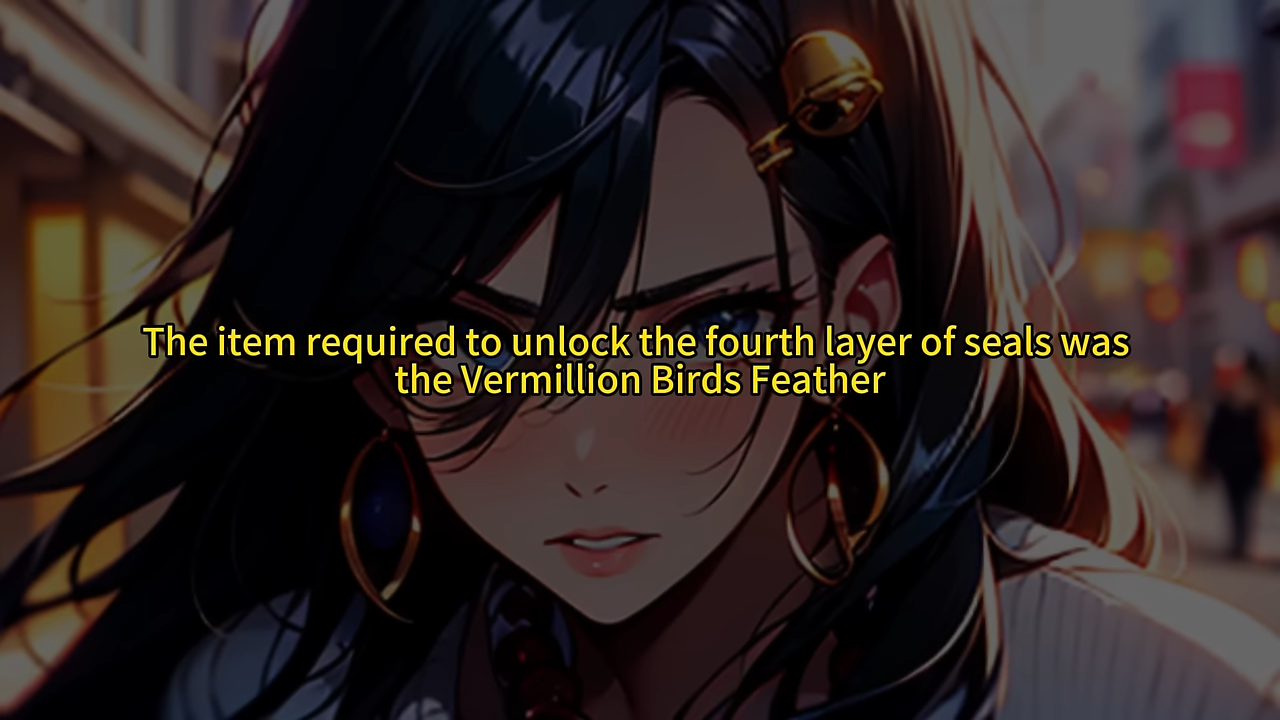 The item required to unlock the fourth layer of seals was
the Vermillion Birds Feather